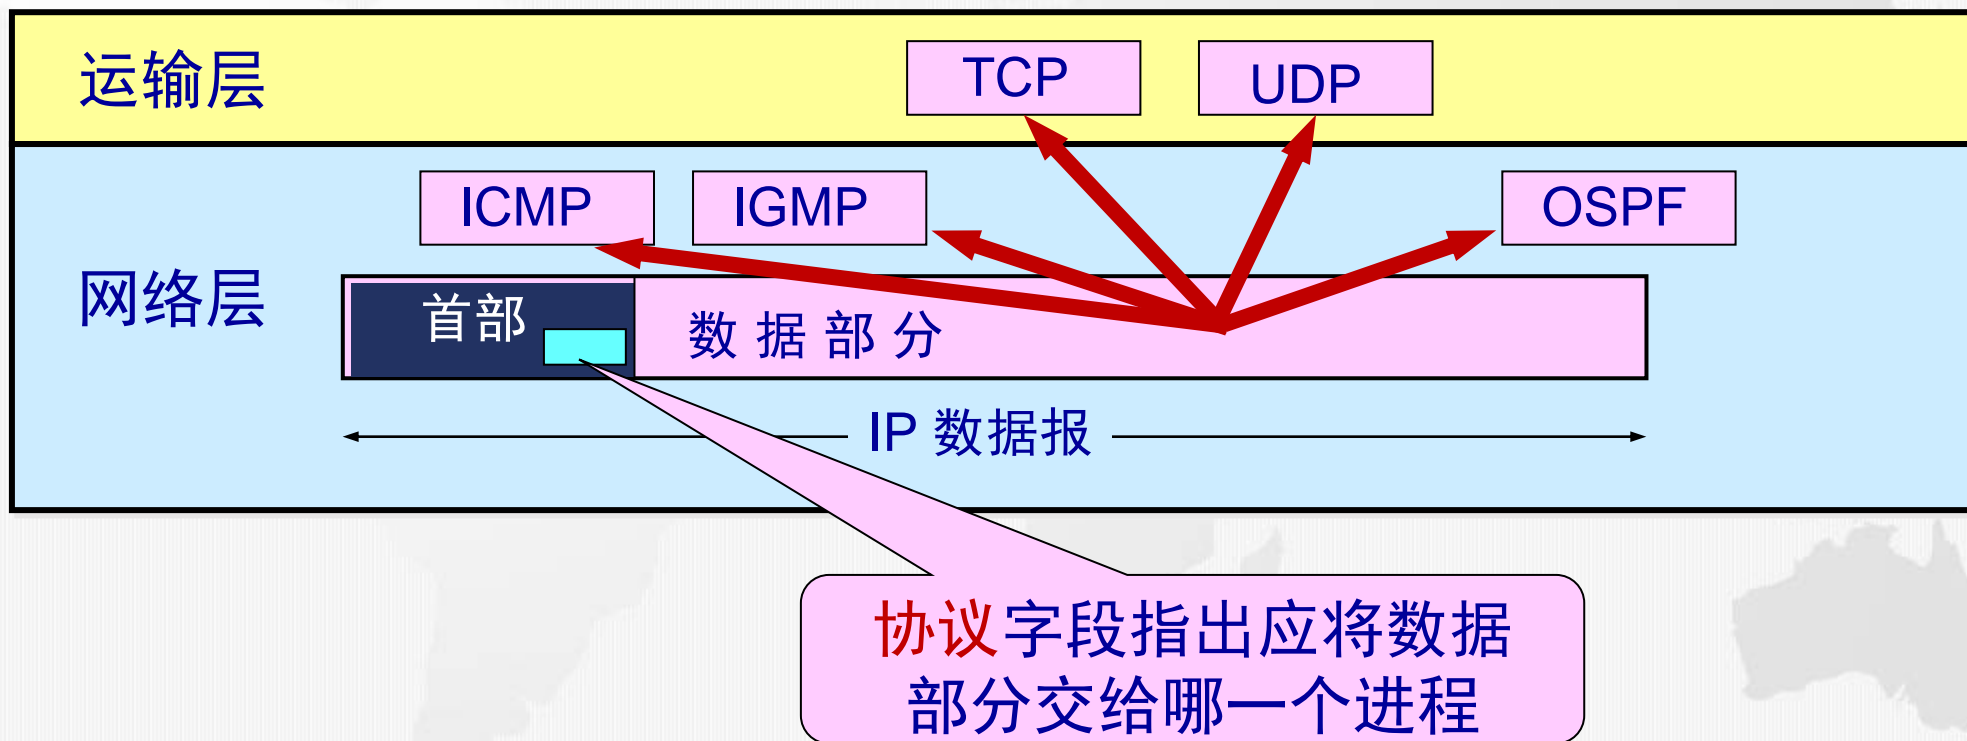 运输层
TCP
UDP
ICMP
IGMP
OSPF
网络层
首部
数 据 部 分
IP 数据报
协议字段指出应将数据
部分交给哪一个进程